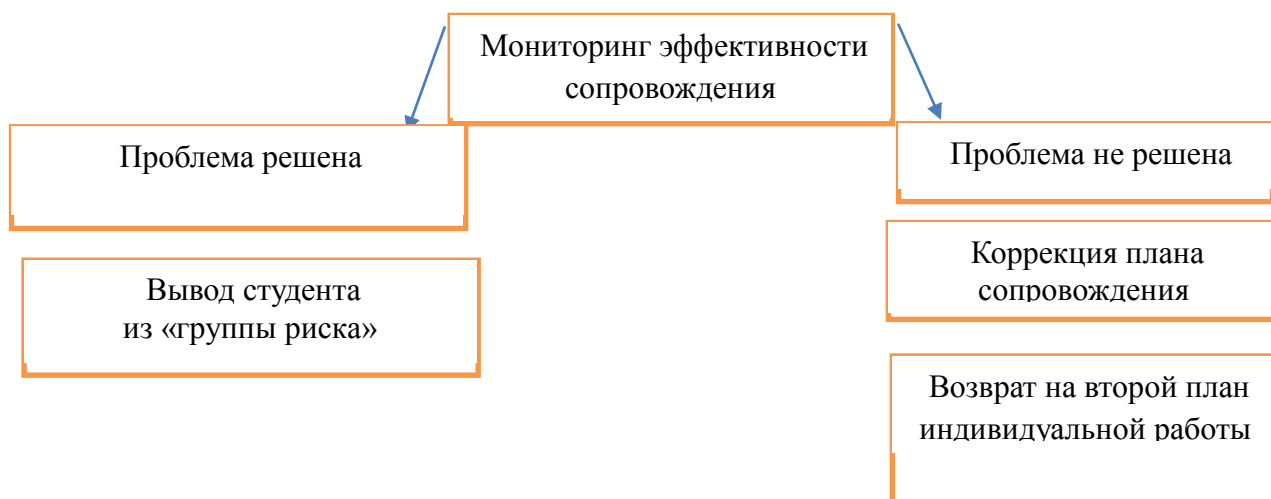 Мониторинг эффективности
сопровождения
Проблема решена
Проблема не решена
Вывод студента
из «группы риска»
Коррекция плана
сопровождения
Возврат на второй план
индивидуальной работы